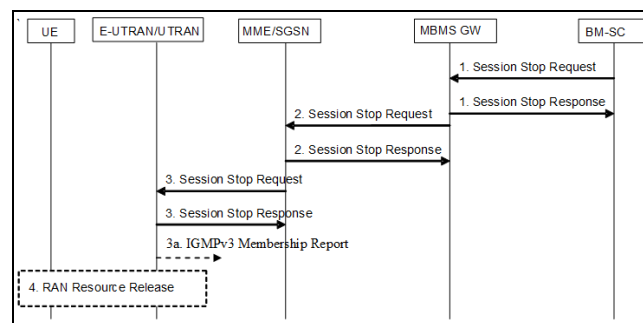 UE
E-UTRAN/UTRAN
MME/SGSN
MBMS GW
BM-SC
1. Session Stop Request
1. Session Stop Response
2. Session Stop Request
2. Session Stop Response
3. Session Stop Request
3. Session Stop Response
3a. IGMPv3 Membership Report
4. RAN Resource Release